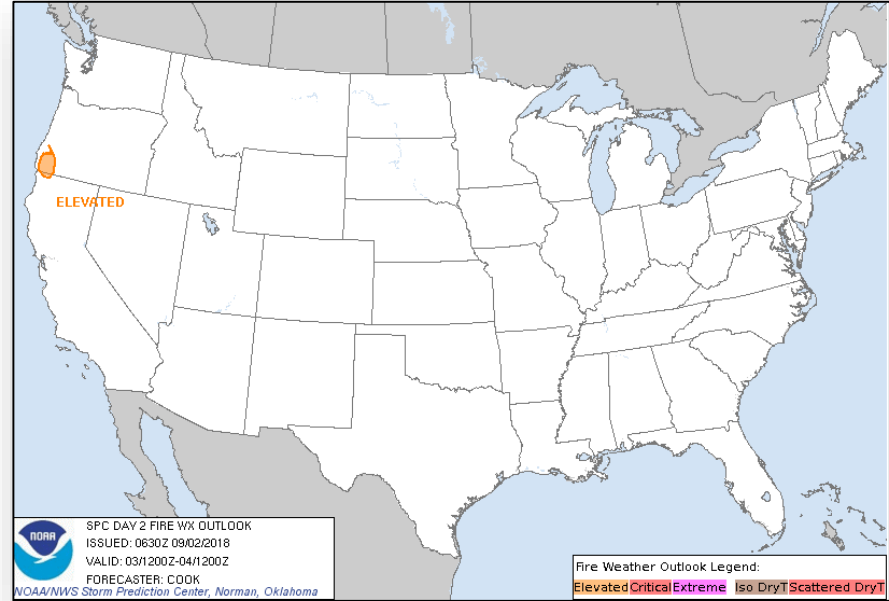 ELEVATED
NOAA
SPC DAY 2 FIRE WX OUTLOOK
ISSUED: 0630Z 09/02/2018
VALID: 03/1200Z-04/1200Z
FORECASTER: COOK
NOAA/NWS Storm Prediction Center, Norman, Oklahoma
Fire Weather Outlook Legend:
Elevated Critical Extreme Iso DryT Scattered DryT